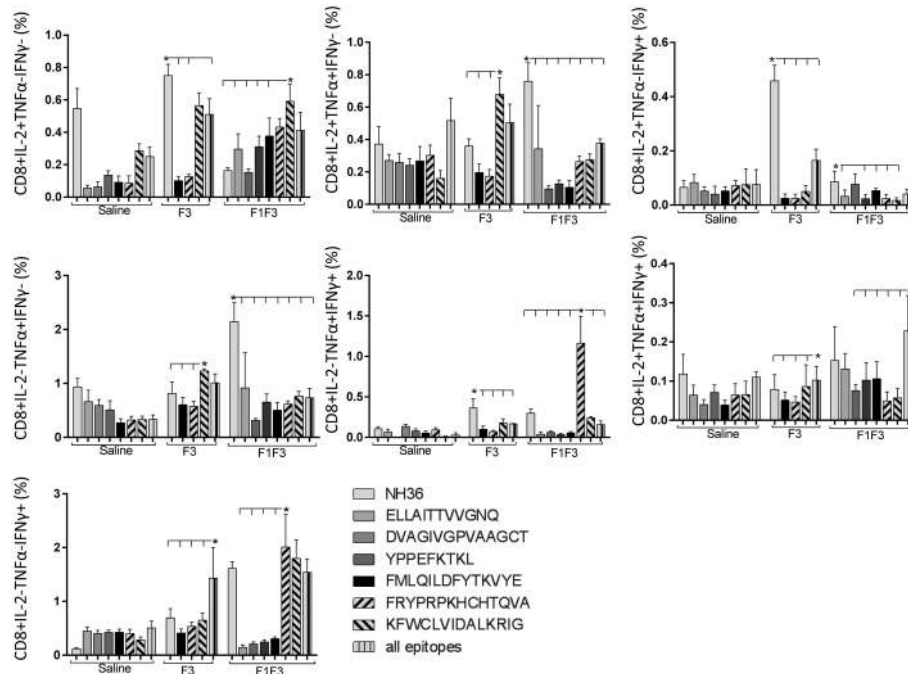 CD8+IL-2+TNFα-IFNγ- (%)
1.0
0.8
0.6
0.4
0.2
0.0
* *
Saline F3 F1F3
CD8+IL-2+TNFα+IFNγ- (%)
1.0
0.8
0.6
0.4
0.2
0.0
* *
Saline F3 F1F3
CD8+IL-2+TNFα-IFNγ+ (%)
0.6
0.4
0.2
0.0
* *
Saline F3 F1F3
CD8+IL-2-TNFα+IFNγ- (%)
3
2
1
0
* *
Saline F3 F1F3
CD8+IL-2-TNFα+IFNγ+ (%)
2.0
1.5
1.0
0.5
0.0
* *
Saline F3 F1F3
CD8+IL-2+TNFα+IFNγ+ (%)
0.4
0.3
0.2
0.1
0.0
*
Saline F3 F1F3
CD8+IL-2-TNFα-IFNγ+ (%)
3
2
1
0
* *
Saline F3 F1F3
NH36
ELLAITTVVGNQ
DVAGIVGPVAAGCT
YPPEFKTKL
FMLQILDFYTKVYE
FRYPRPKHCHTQVA
KFWCLVIDALKRIG
all epitopes